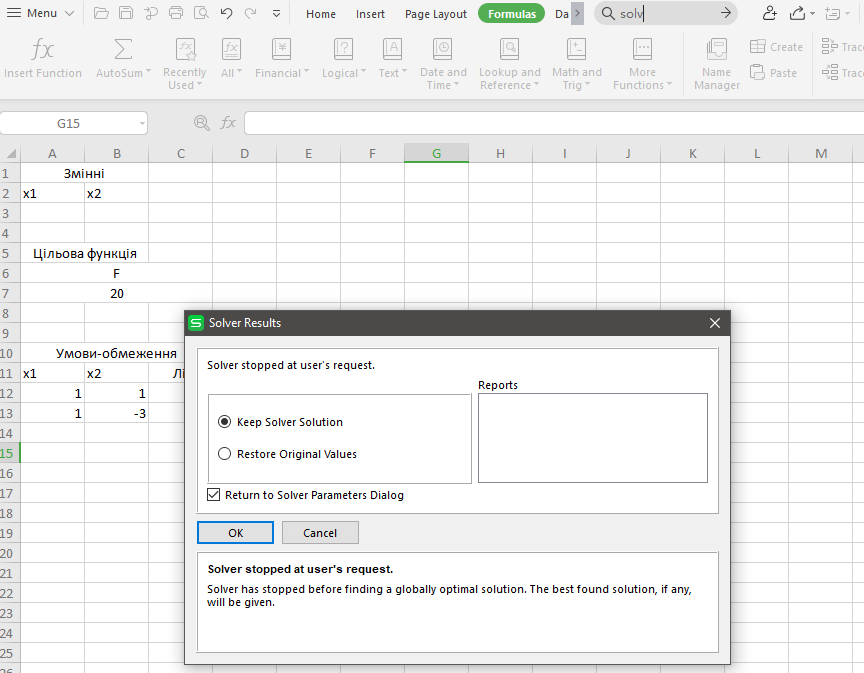 Menu Home Insert Page Layout Formulas Da solv
Insert Function AutoSum Recently Used All Financial Logical Text Date and Time Lookup and Reference Math and Trig More Functions Name Manager Create Paste Trac Trac
G15 fx
A B C D E F G H I J K L M
1 Змінні
2 x1 x2
3
4
5 Цільова функція
6 F
7 20
8
9
10 Умови-обмеження
11 x1 x2 Лі
12 1 1
13 1 -3
14
15
16
17
18
19
20
21
22
23
24
25
26
Solver Results
Solver stopped at user's request.
Reports
Keep Solver Solution
Restore Original Values
Return to Solver Parameters Dialog
OK Cancel
Solver stopped at user's request.
Solver has stopped before finding a globally optimal solution. The best found solution, if any,
will be given.